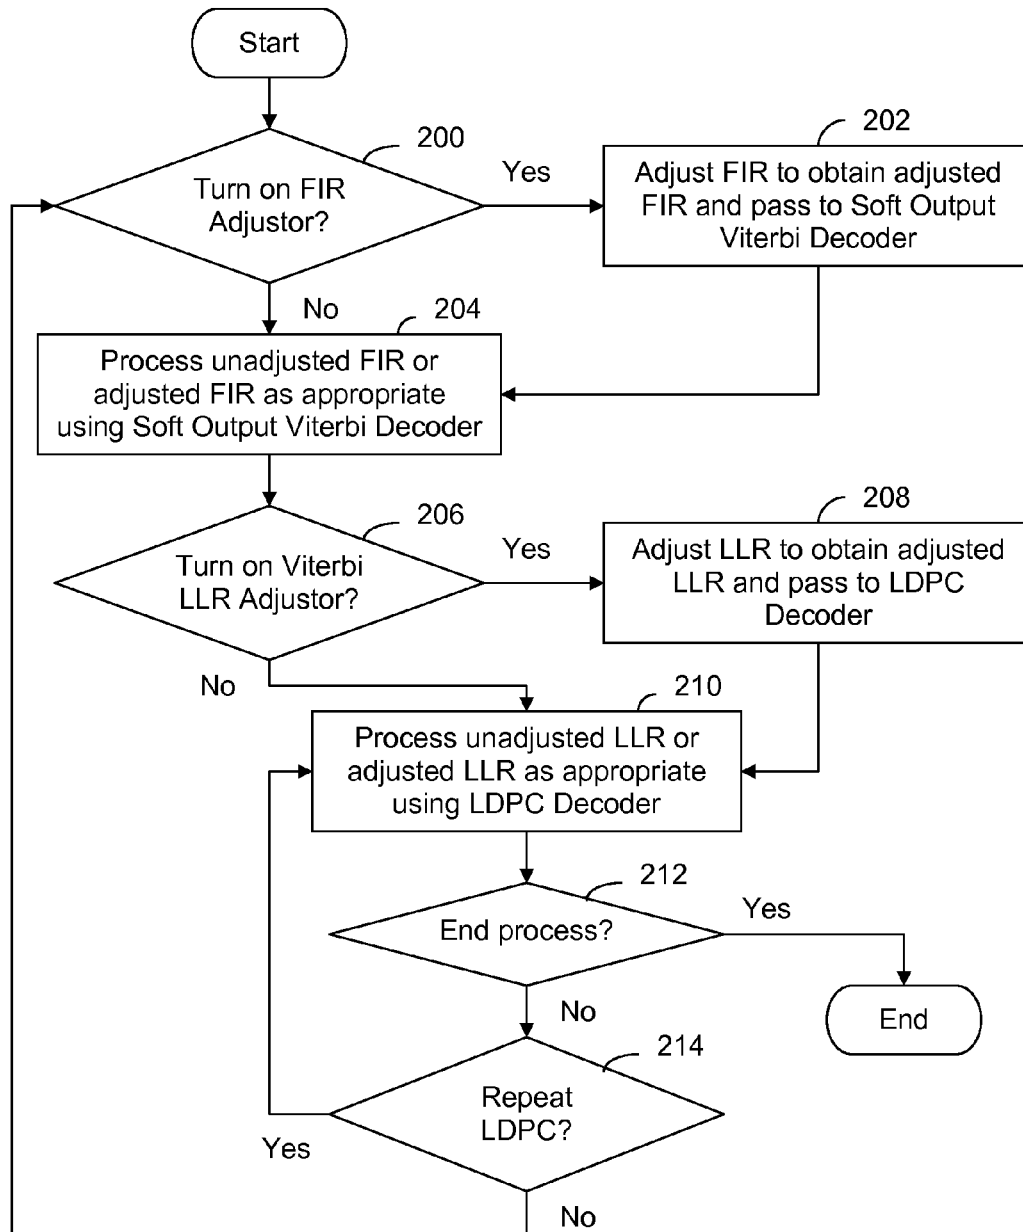 Start
200
Turn on FIR
Adjustor?
Yes
202
Adjust FIR to obtain adjusted
FIR and pass to Soft Output
Viterbi Decoder
No
204
Process unadjusted FIR or
adjusted FIR as appropriate
using Soft Output Viterbi Decoder
206
Turn on Viterbi
LLR Adjustor?
Yes
208
Adjust LLR to obtain adjusted
LLR and pass to LDPC
Decoder
No
210
Process unadjusted LLR or
adjusted LLR as appropriate
using LDPC Decoder
212
End process?
Yes
End
No
214
Repeat
LDPC?
Yes
No